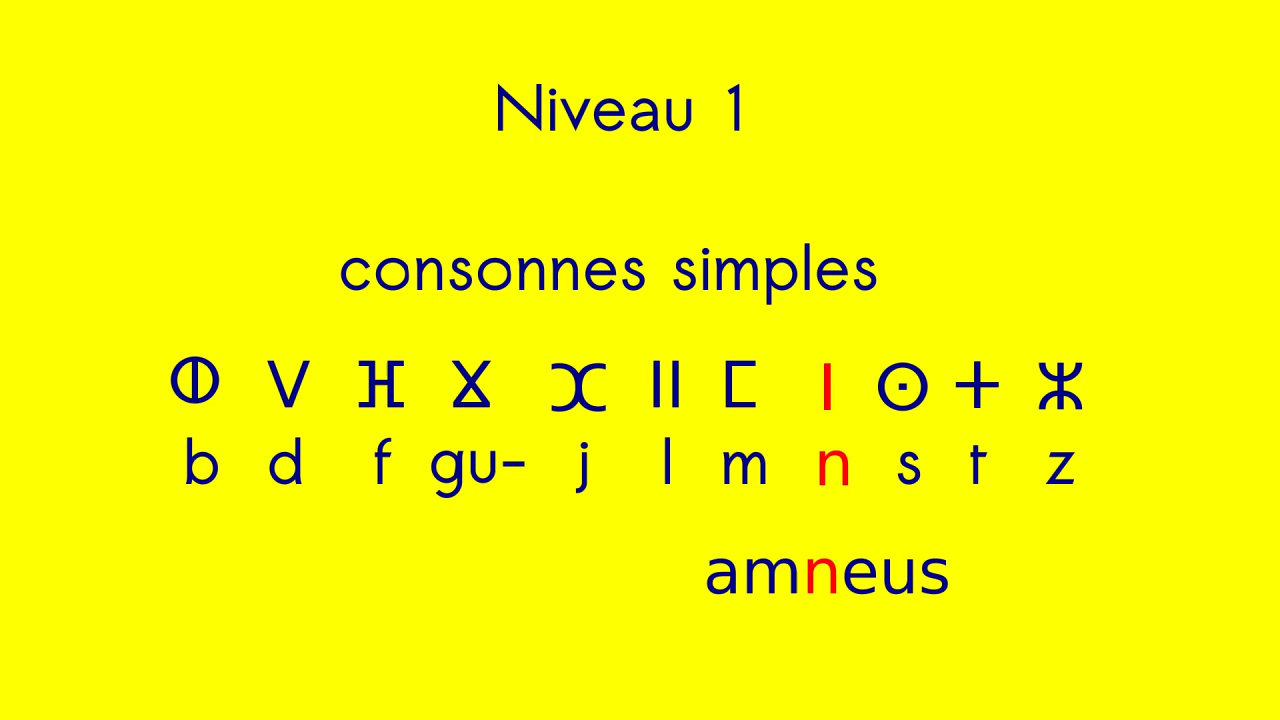 Niveau 1
consonnes simples
ⵀ ⴷ ⴼ ⴴ ⵊ ⵍ ⵎ ⵏ ⵙ ⵜ ⵣ
b d f gu- j l m n s t z
amneus